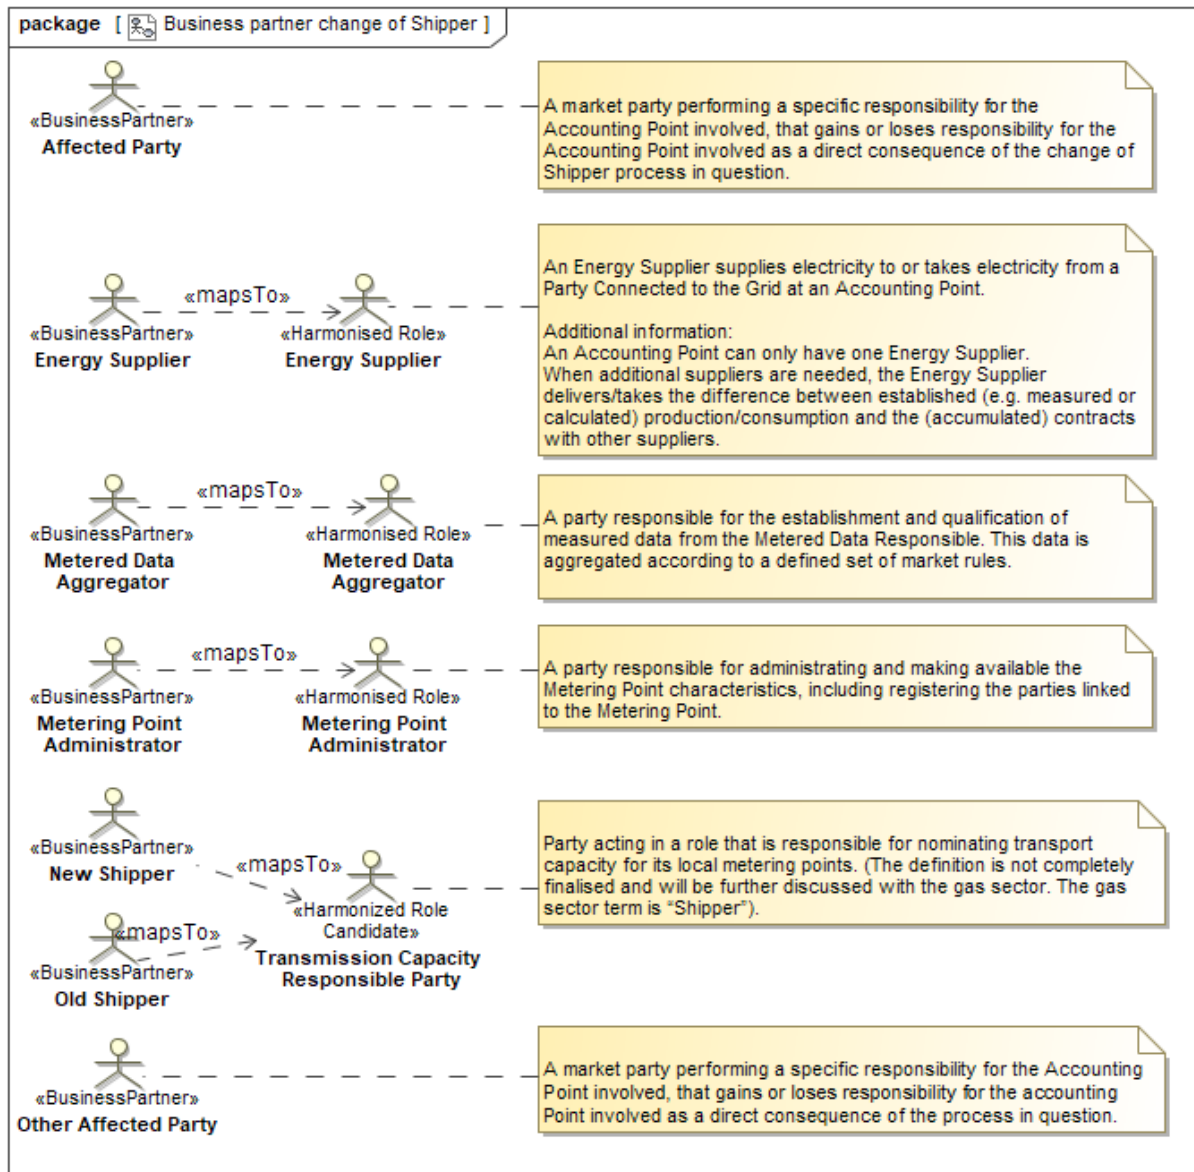 package [ Business partner change of Shipper ]
«BusinessPartner»
Affected Party
A market party performing a specific responsibility for the
Accounting Point involved, that gains or loses responsibility for the
Accounting Point involved as a direct consequence of the change of
Shipper process in question.
«mapsTo»
«BusinessPartner»
Energy Supplier
«Harmonised Role»
Energy Supplier
An Energy Supplier supplies electricity to or takes electricity from a
Party Connected to the Grid at an Accounting Point.
Additional information:
An Accounting Point can only have one Energy Supplier.
When additional suppliers are needed, the Energy Supplier
delivers/takes the difference between established (e.g. measured or
calculated) production/consumption and the (accumulated) contracts
with other suppliers.
«mapsTo»
«BusinessPartner»
Metered Data
Aggregator
«Harmonised Role»
Metered Data
Aggregator
A party responsible for the establishment and qualification of
measured data from the Metered Data Responsible. This data is
aggregated according to a defined set of market rules.
«mapsTo»
«BusinessPartner»
Metering Point
Administrator
«Harmonised Role»
Metering Point
Administrator
A party responsible for administrating and making available the
Metering Point characteristics, including registering the parties linked
to the Metering Point.
«BusinessPartner»
New Shipper
«mapsTo»
«mapsTo»
«BusinessPartner»
Old Shipper
«Harmonized Role
Candidate»
Transmission Capacity
Responsible Party
Party acting in a role that is responsible for nominating transport
capacity for its local metering points. (The definition is not completely
finalised and will be further discussed with the gas sector. The gas
sector term is “Shipper”).
«BusinessPartner»
Other Affected Party
A market party performing a specific responsibility for the Accounting
Point involved, that gains or loses responsibility for the accounting
Point involved as a direct consequence of the process in question.